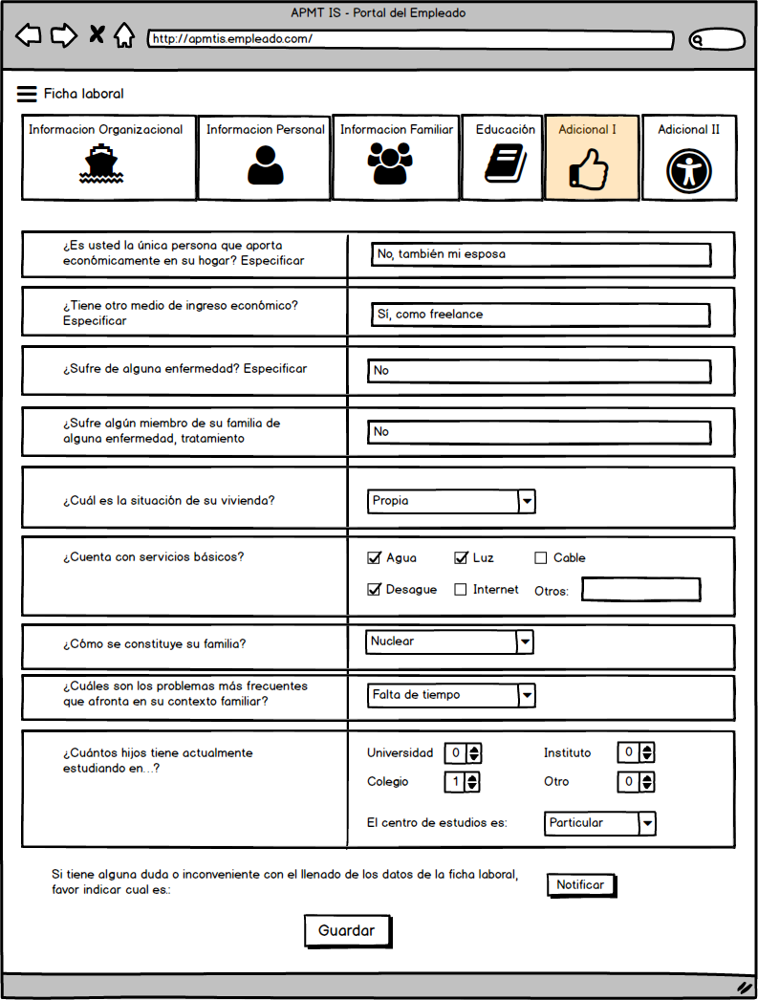 APMT IS - Portal del Empleado
http://apmtis.empleado.com/
Ficha laboral
Informacion Organizacional
Informacion Personal
Informacion Familiar
Educación
Adicional I
Adicional II
¿Es usted la única persona que aporta
económicamente en su hogar? Especificar
No, también mi esposa
¿Tiene otro medio de ingreso económico?
Especificar
Sí, como freelance
¿Sufre de alguna enfermedad? Especificar
No
¿Sufre algún miembro de su familia de
alguna enfermedad, tratamiento
No
¿Cuál es la situación de su vivienda?
Propia
¿Cuenta con servicios básicos?
Agua Luz Cable
Desague Internet Otros:
¿Cómo se constituye su familia?
Nuclear
¿Cuáles son los problemas más frecuentes
que afronta en su contexto familiar?
Falta de tiempo
¿Cuántos hijos tiene actualmente
estudiando en...?
Universidad 0 Instituto 0
Colegio 1 Otro 0
El centro de estudios es: Particular
Si tiene alguna duda o inconveniente con el llenado de los datos de la ficha laboral,
favor indicar cual es.:
Notificar
Guardar